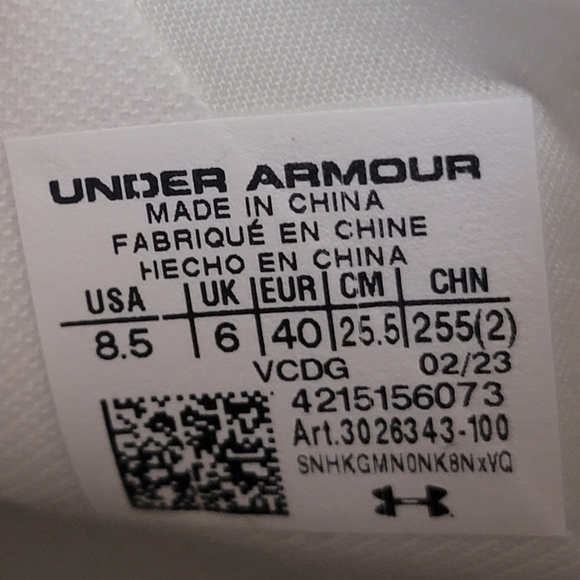 UNDER ARMOUR
MADE IN CHINA
FABRIQUÉ EN CHINE
HECHO EN CHINA
USA UK EUR CM CHN
8.5 6 40 25.5 255(2)
VCDG 02/23
4215156073
Art.3026343-100
SNHKGMN0NK8NxVQ